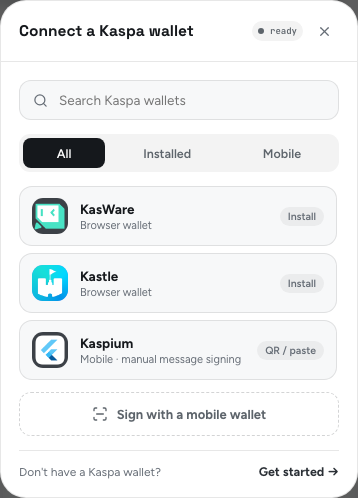 Connect a Kaspa wallet
ready
Search Kaspa wallets
All Installed Mobile
KasWare
Browser wallet
Install
Kastle
Browser wallet
Install
Kaspium
Mobile · manual message signing
QR / paste
Sign with a mobile wallet
Don't have a Kaspa wallet? Get started →